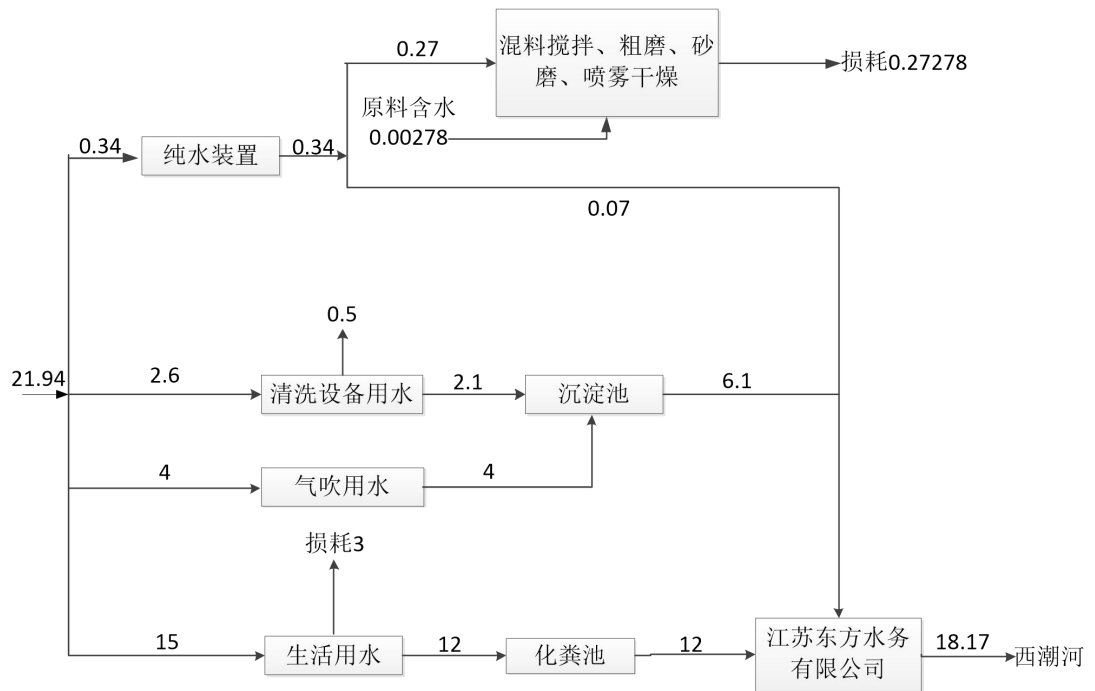 0.27
混料搅拌、粗磨、砂
磨、喷雾干燥
损耗0.27278
原料含水
0.00278
0.34
纯水装置
0.34
0.07
0.5
21.94
2.6
清洗设备用水
2.1
沉淀池
6.1
4
气吹用水
4
损耗3
15
生活用水
12
化粪池
12
江苏东方水务
有限公司
18.17
西潮河